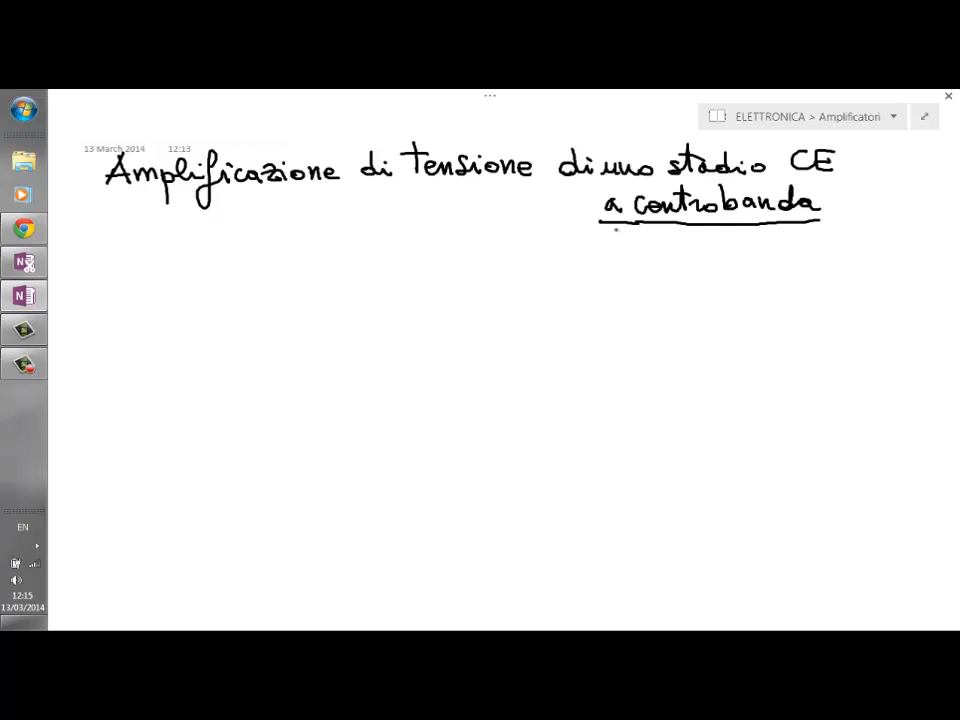 ...
ELETTRONICA > Amplificatori
13 March 2014 12:13
Amplificazione di tensione di uno stadio CE
a controbanda
EN
12:15
13/03/2014